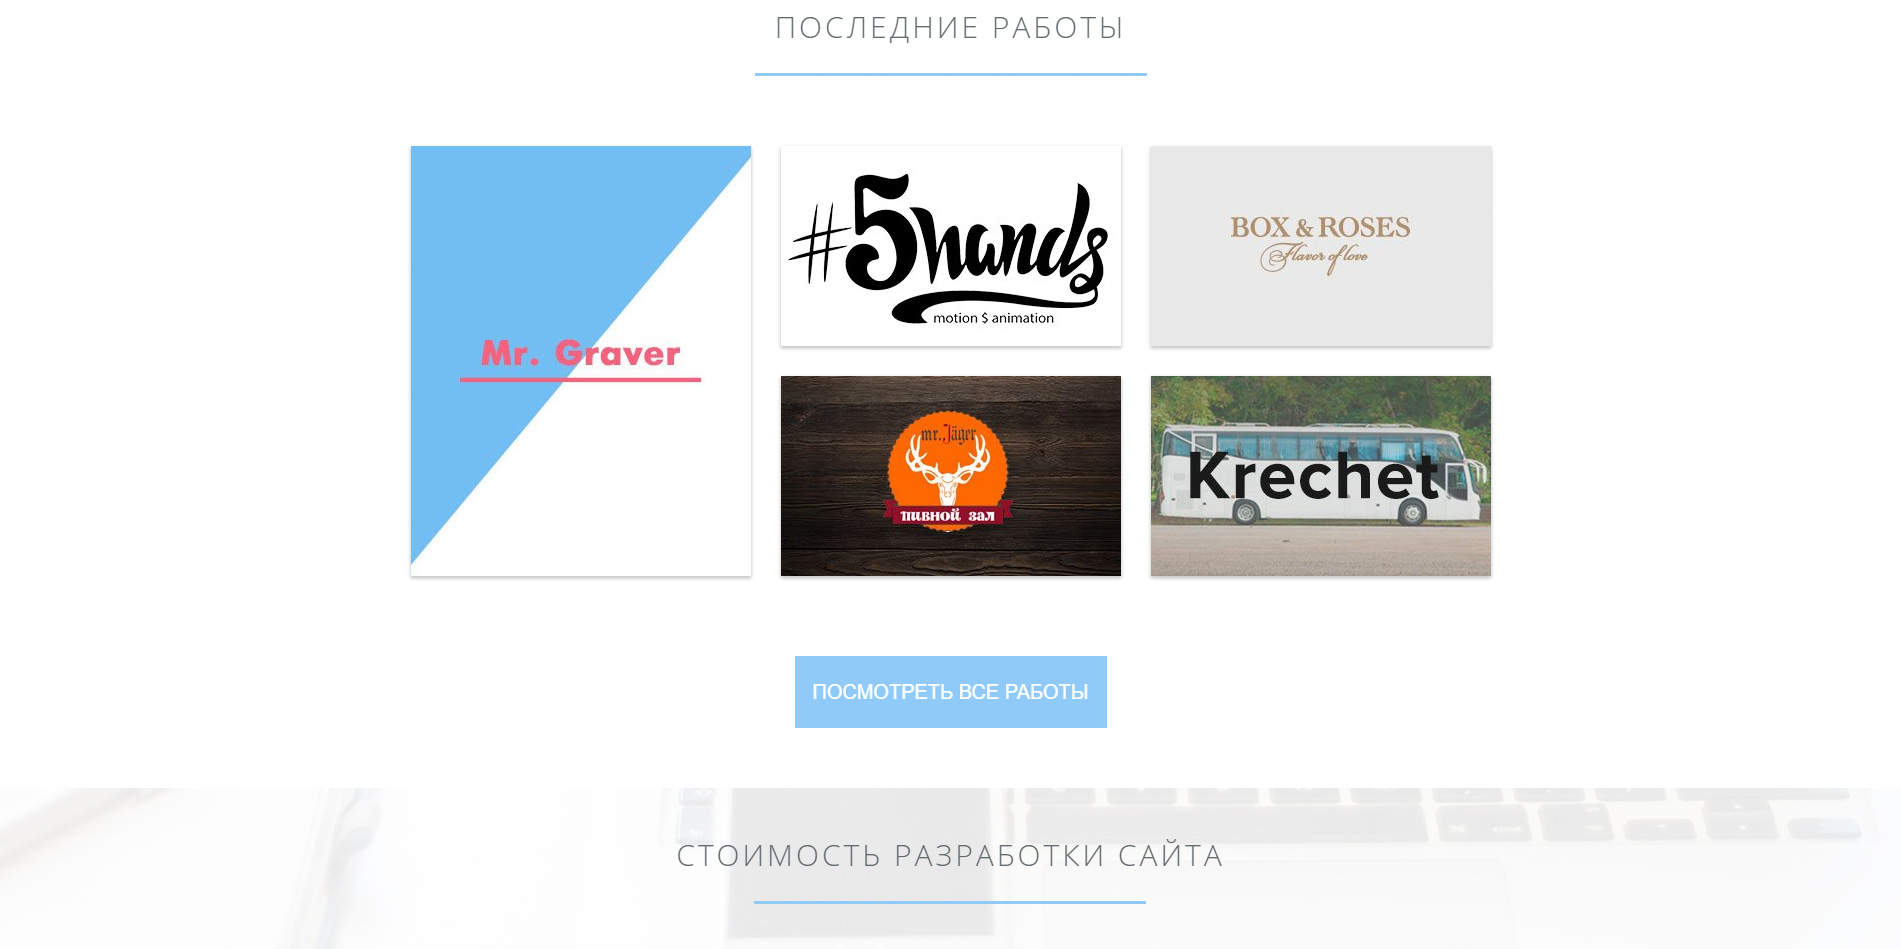 ПОСЛЕДНИЕ РАБОТЫ
Mr. Graver
#5hands
motion $ animation
BOX & ROSES
Flavor of love
mr.Jäger
пивной зал
Krechet
ПОСМОТРЕТЬ ВСЕ РАБОТЫ
СТОИМОСТЬ РАЗРАБОТКИ САЙТА